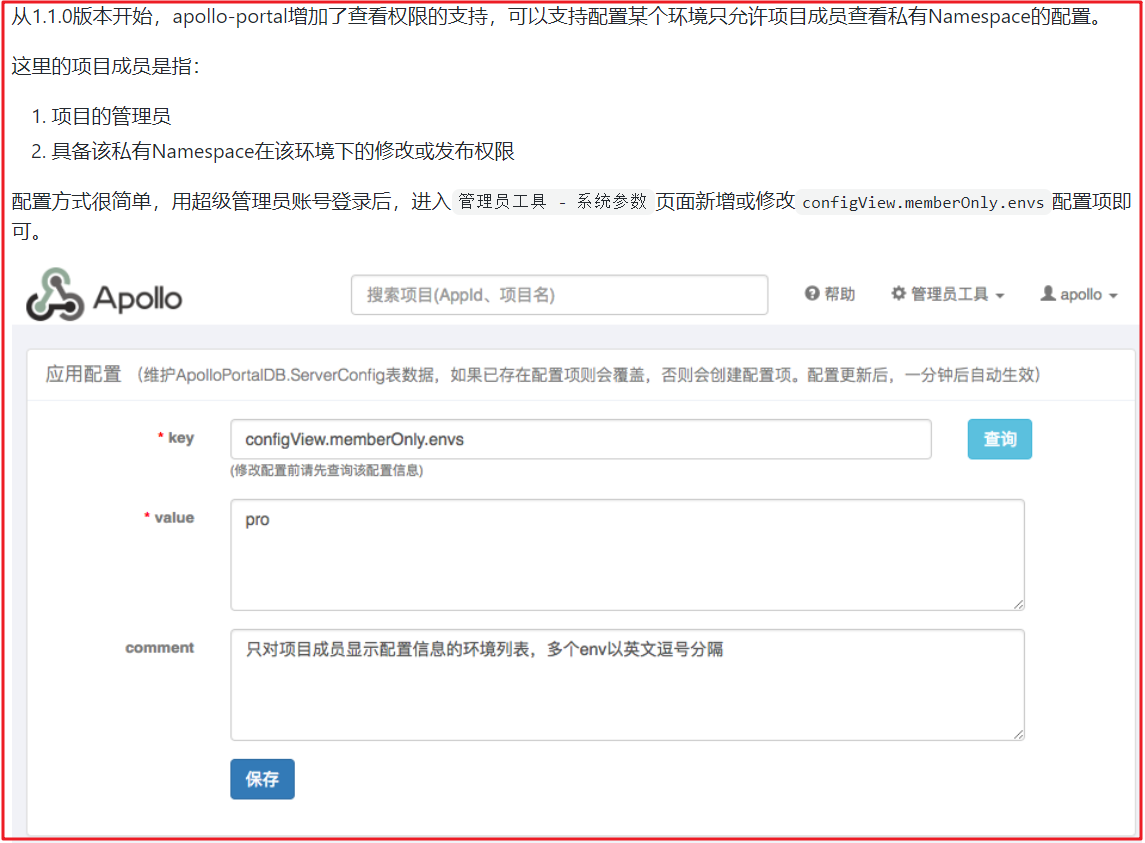 从1.1.0版本开始，apollo-portal增加了查看权限的支持，可以支持配置某个环境只允许项目成员查看私有Namespace的配置。
这里的项目成员是指：
1. 项目的管理员
2. 具备该私有Namespace在该环境下的修改或发布权限
配置方式很简单，用超级管理员账号登录后，进入 管理员工具 - 系统参数 页面新增或修改 configView.memberOnly.envs 配置项即
可。
Apollo 搜索项目(AppId、项目名) 帮助 管理员工具 apollo
应用配置 （维护ApolloPortalDB.ServerConfig表数据，如果已存在配置项则会覆盖，否则会创建配置项。配置更新后，一分钟后自动生效）
* key configView.memberOnly.envs 查询
(修改配置前请先查询该配置信息)
* value pro
comment 只对项目成员显示配置信息的环境列表，多个env以英文逗号分隔
保存